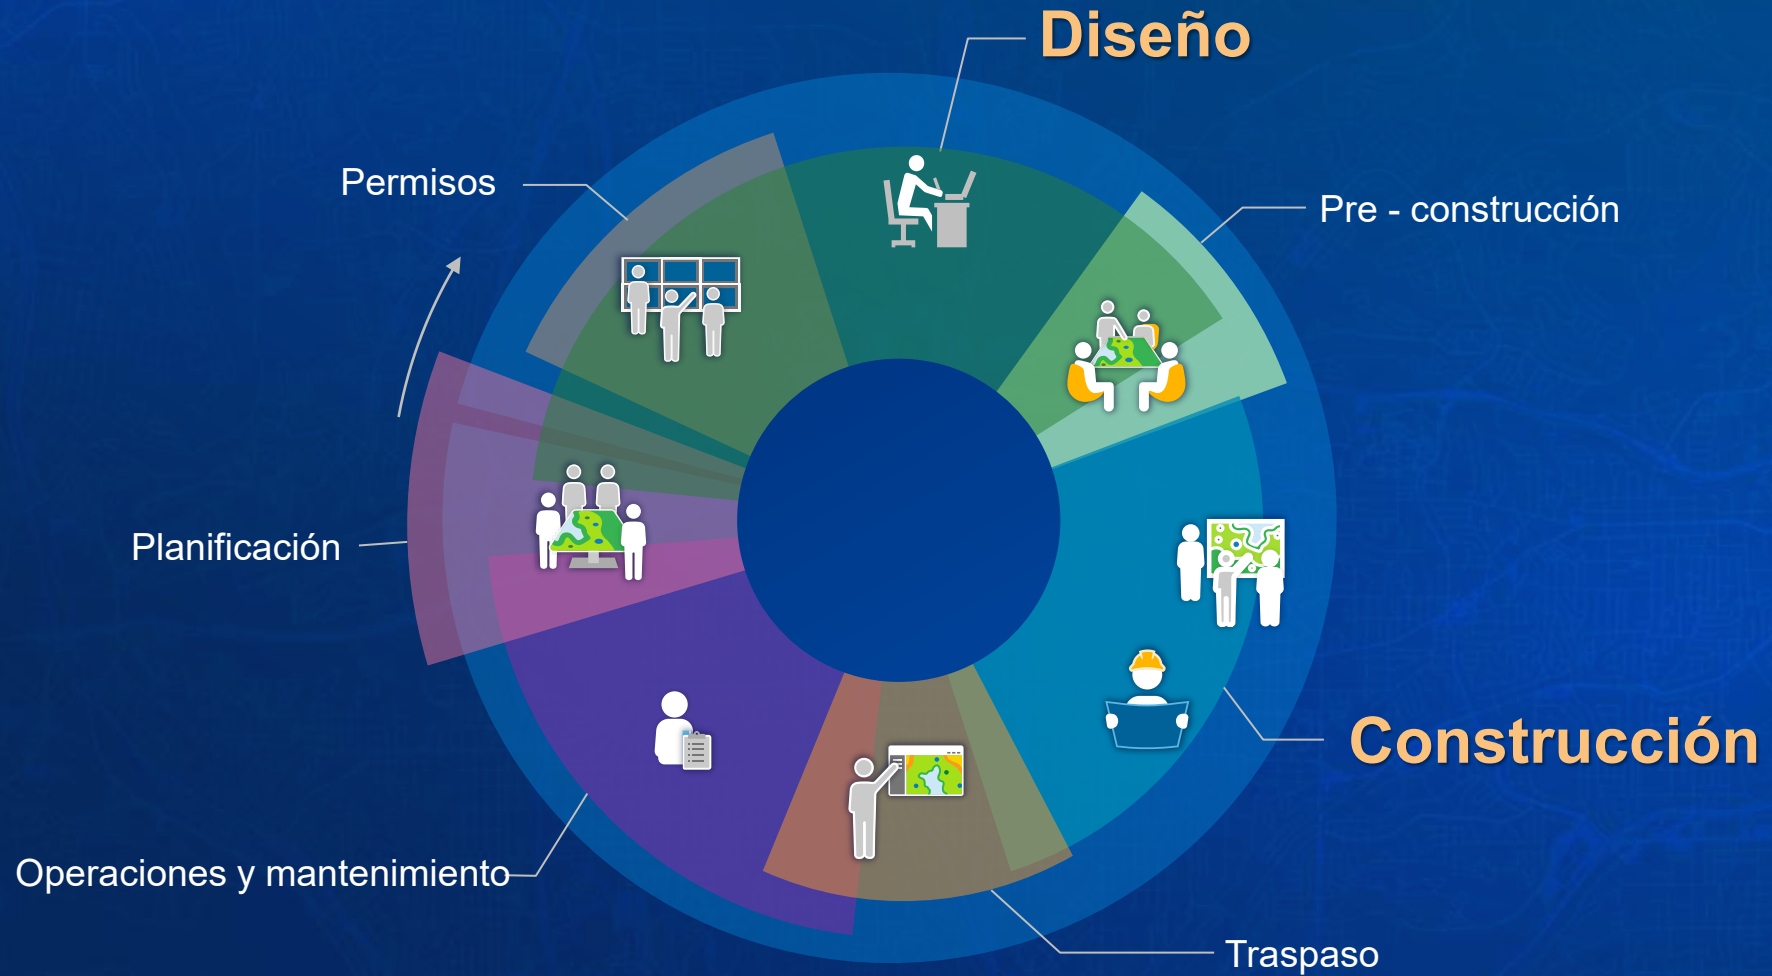 Diseño
Permisos
Pre - construcción
Planificación
Construcción
Operaciones y mantenimiento
Traspaso